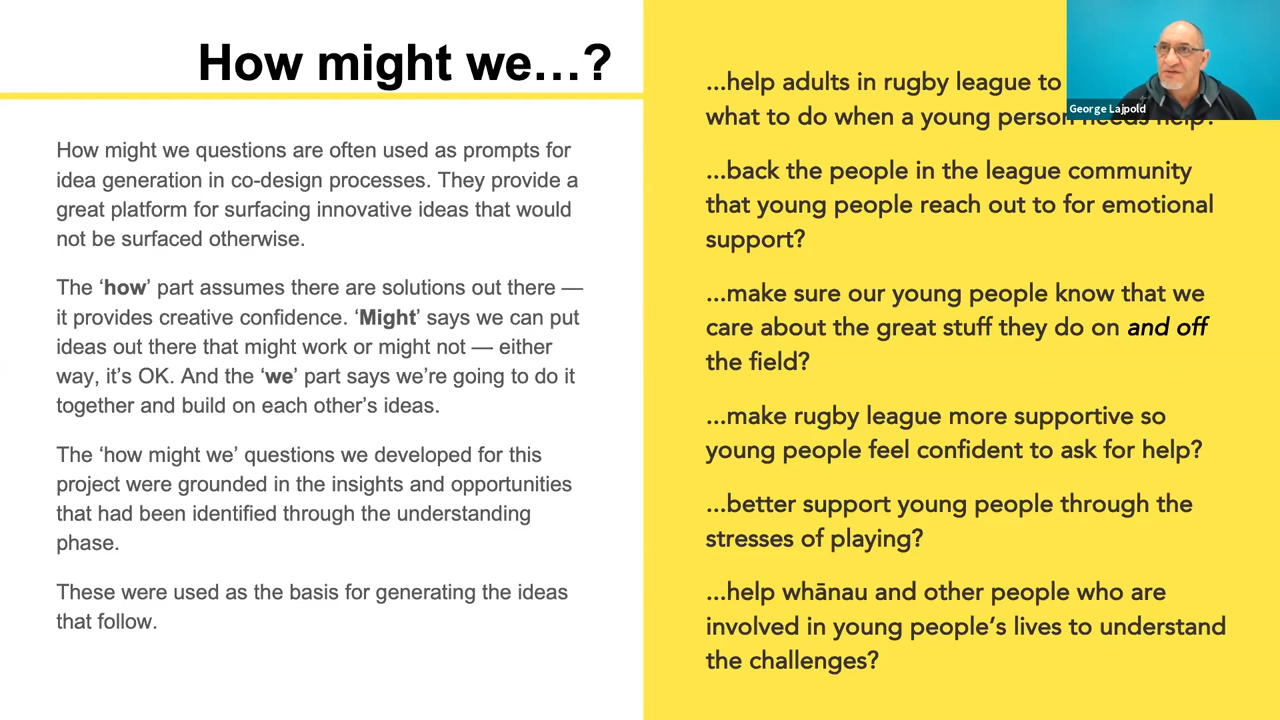 How might we…?
How might we questions are often used as prompts for
idea generation in co-design processes. They provide a
great platform for surfacing innovative ideas that would
not be surfaced otherwise.
The ‘how’ part assumes there are solutions out there —
it provides creative confidence. ‘Might’ says we can put
ideas out there that might work or might not — either
way, it’s OK. And the ‘we’ part says we’re going to do it
together and build on each other’s ideas.
The ‘how might we’ questions we developed for this
project were grounded in the insights and opportunities
that had been identified through the understanding
phase.
These were used as the basis for generating the ideas
that follow.
...help adults in rugby league to
what to do when a young person needs help?
...back the people in the league community
that young people reach out to for emotional
support?
...make sure our young people know that we
care about the great stuff they do on and off
the field?
...make rugby league more supportive so
young people feel confident to ask for help?
...better support young people through the
stresses of playing?
...help whānau and other people who are
involved in young people’s lives to understand
the challenges?
George Lajpold